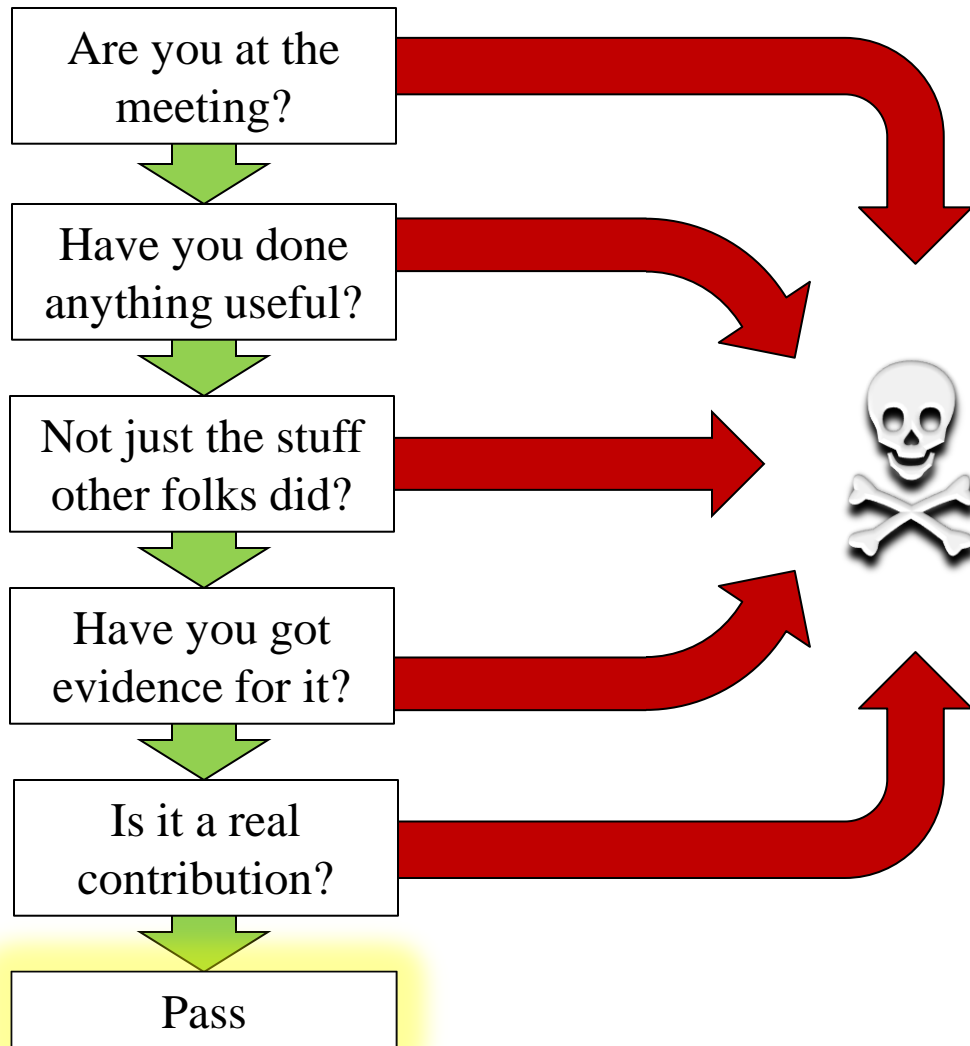 Are you at the
meeting?
Have you done
anything useful?
Not just the stuff
other folks did?
Have you got
evidence for it?
Is it a real
contribution?
Pass